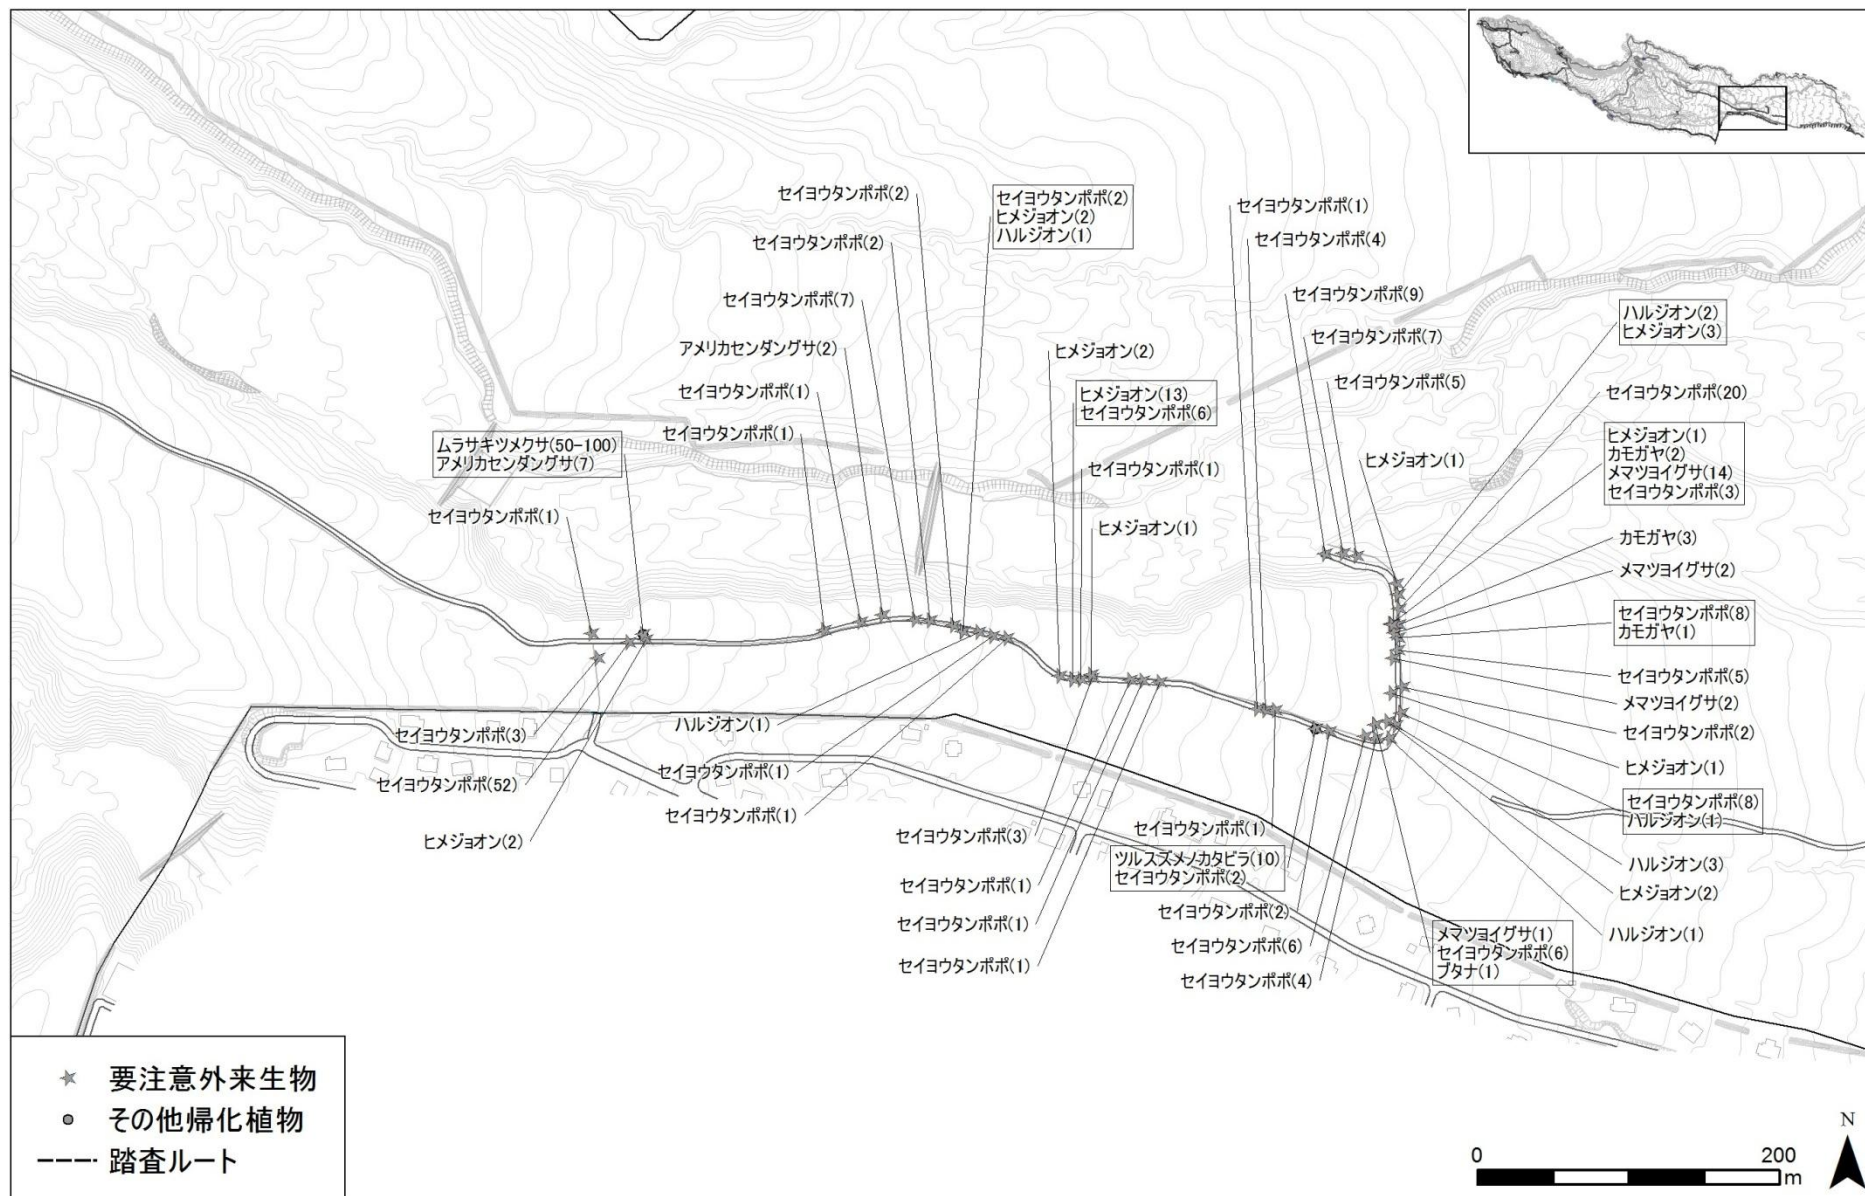 セイヨウタンポポ(2)
セイヨウタンポポ(2)
ヒメジョオン(2)
ハルジオン(1)
セイヨウタンポポ(1)
セイヨウタンポポ(2)
セイヨウタンポポ(4)
セイヨウタンポポ(7)
セイヨウタンポポ(9)
ハルジオン(2)
ヒメジョオン(3)
アメリカセンダングサ(2)
ヒメジョオン(2)
セイヨウタンポポ(7)
セイヨウタンポポ(1)
ヒメジョオン(13)
セイヨウタンポポ(6)
セイヨウタンポポ(5)
セイヨウタンポポ(20)
セイヨウタンポポ(1)
ムラサキツメクサ(50-100)
アメリカセンダングサ(7)
セイヨウタンポポ(1)
ヒメジョオン(1)
ヒメジョオン(1)
カモガヤ(2)
メマツヨイグサ(14)
セイヨウタンポポ(3)
セイヨウタンポポ(1)
ヒメジョオン(1)
カモガヤ(3)
メマツヨイグサ(2)
セイヨウタンポポ(8)
カモガヤ(1)
セイヨウタンポポ(5)
メマツヨイグサ(2)
セイヨウタンポポ(2)
ヒメジョオン(1)
セイヨウタンポポ(8)
ハルジオン(1)
ハルジオン(3)
ヒメジョオン(2)
ハルジオン(1)
セイヨウタンポポ(3)
ハルジオン(1)
セイヨウタンポポ(52)
セイヨウタンポポ(1)
セイヨウタンポポ(1)
ヒメジョオン(2)
セイヨウタンポポ(3)
セイヨウタンポポ(1)
セイヨウタンポポ(1)
セイヨウタンポポ(1)
セイヨウタンポポ(1)
ツルスズメノカタビラ(10)
セイヨウタンポポ(2)
セイヨウタンポポ(2)
セイヨウタンポポ(6)
セイヨウタンポポ(4)
メマツヨイグサ(1)
セイヨウタンポポ(6)
ブタナ(1)
要注意外来生物
その他帰化植物
踏査ルート
0 200
m
N